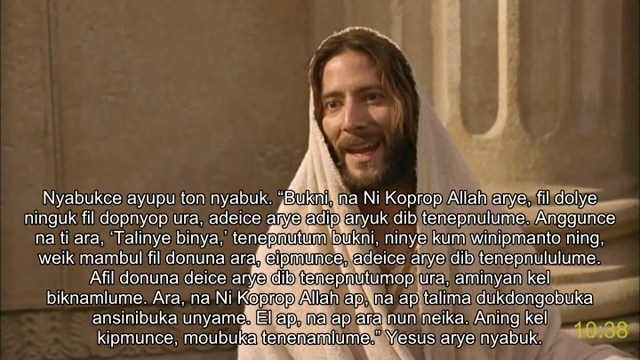 Nyabukce ayupu ton nyabuk. “Bukni, na Ni Koprop Allah arye, fil dolye
ninguk fil dopnyop ura, adeice arye adip aryuk dib tenepnulume. Anggunce
na ti ara, ‘Talinye binya,’ tenepnutum bukni, ninye kum winipmanto ning,
weik mambul fil donuna ara, eipmunce, adeice arye dib tenepnululume.
Afil donuna deice arye dib tenepnutumop ura, aminyan kel
biknamlume. Ara, na Ni Koprop Allah ap, na ap talima dukdongobuka
ansinibuka unyame. El ap, na ap ara nun neika. Aning kel
kipmunce, moubuka tenenamlume.” Yesus arye nyabuk.
10:38